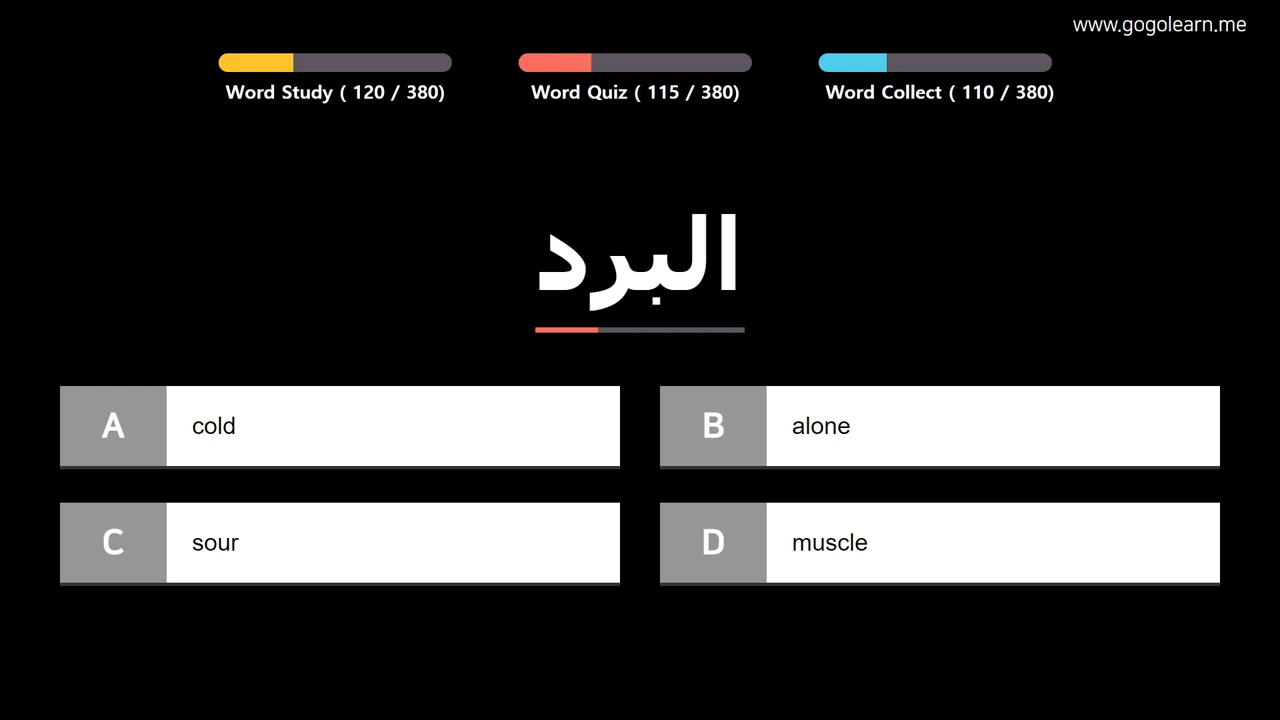 www.gogolearn.me
Word Study ( 120 / 380)
Word Quiz ( 115 / 380)
Word Collect ( 110 / 380)
البرد
A cold
B alone
C sour
D muscle